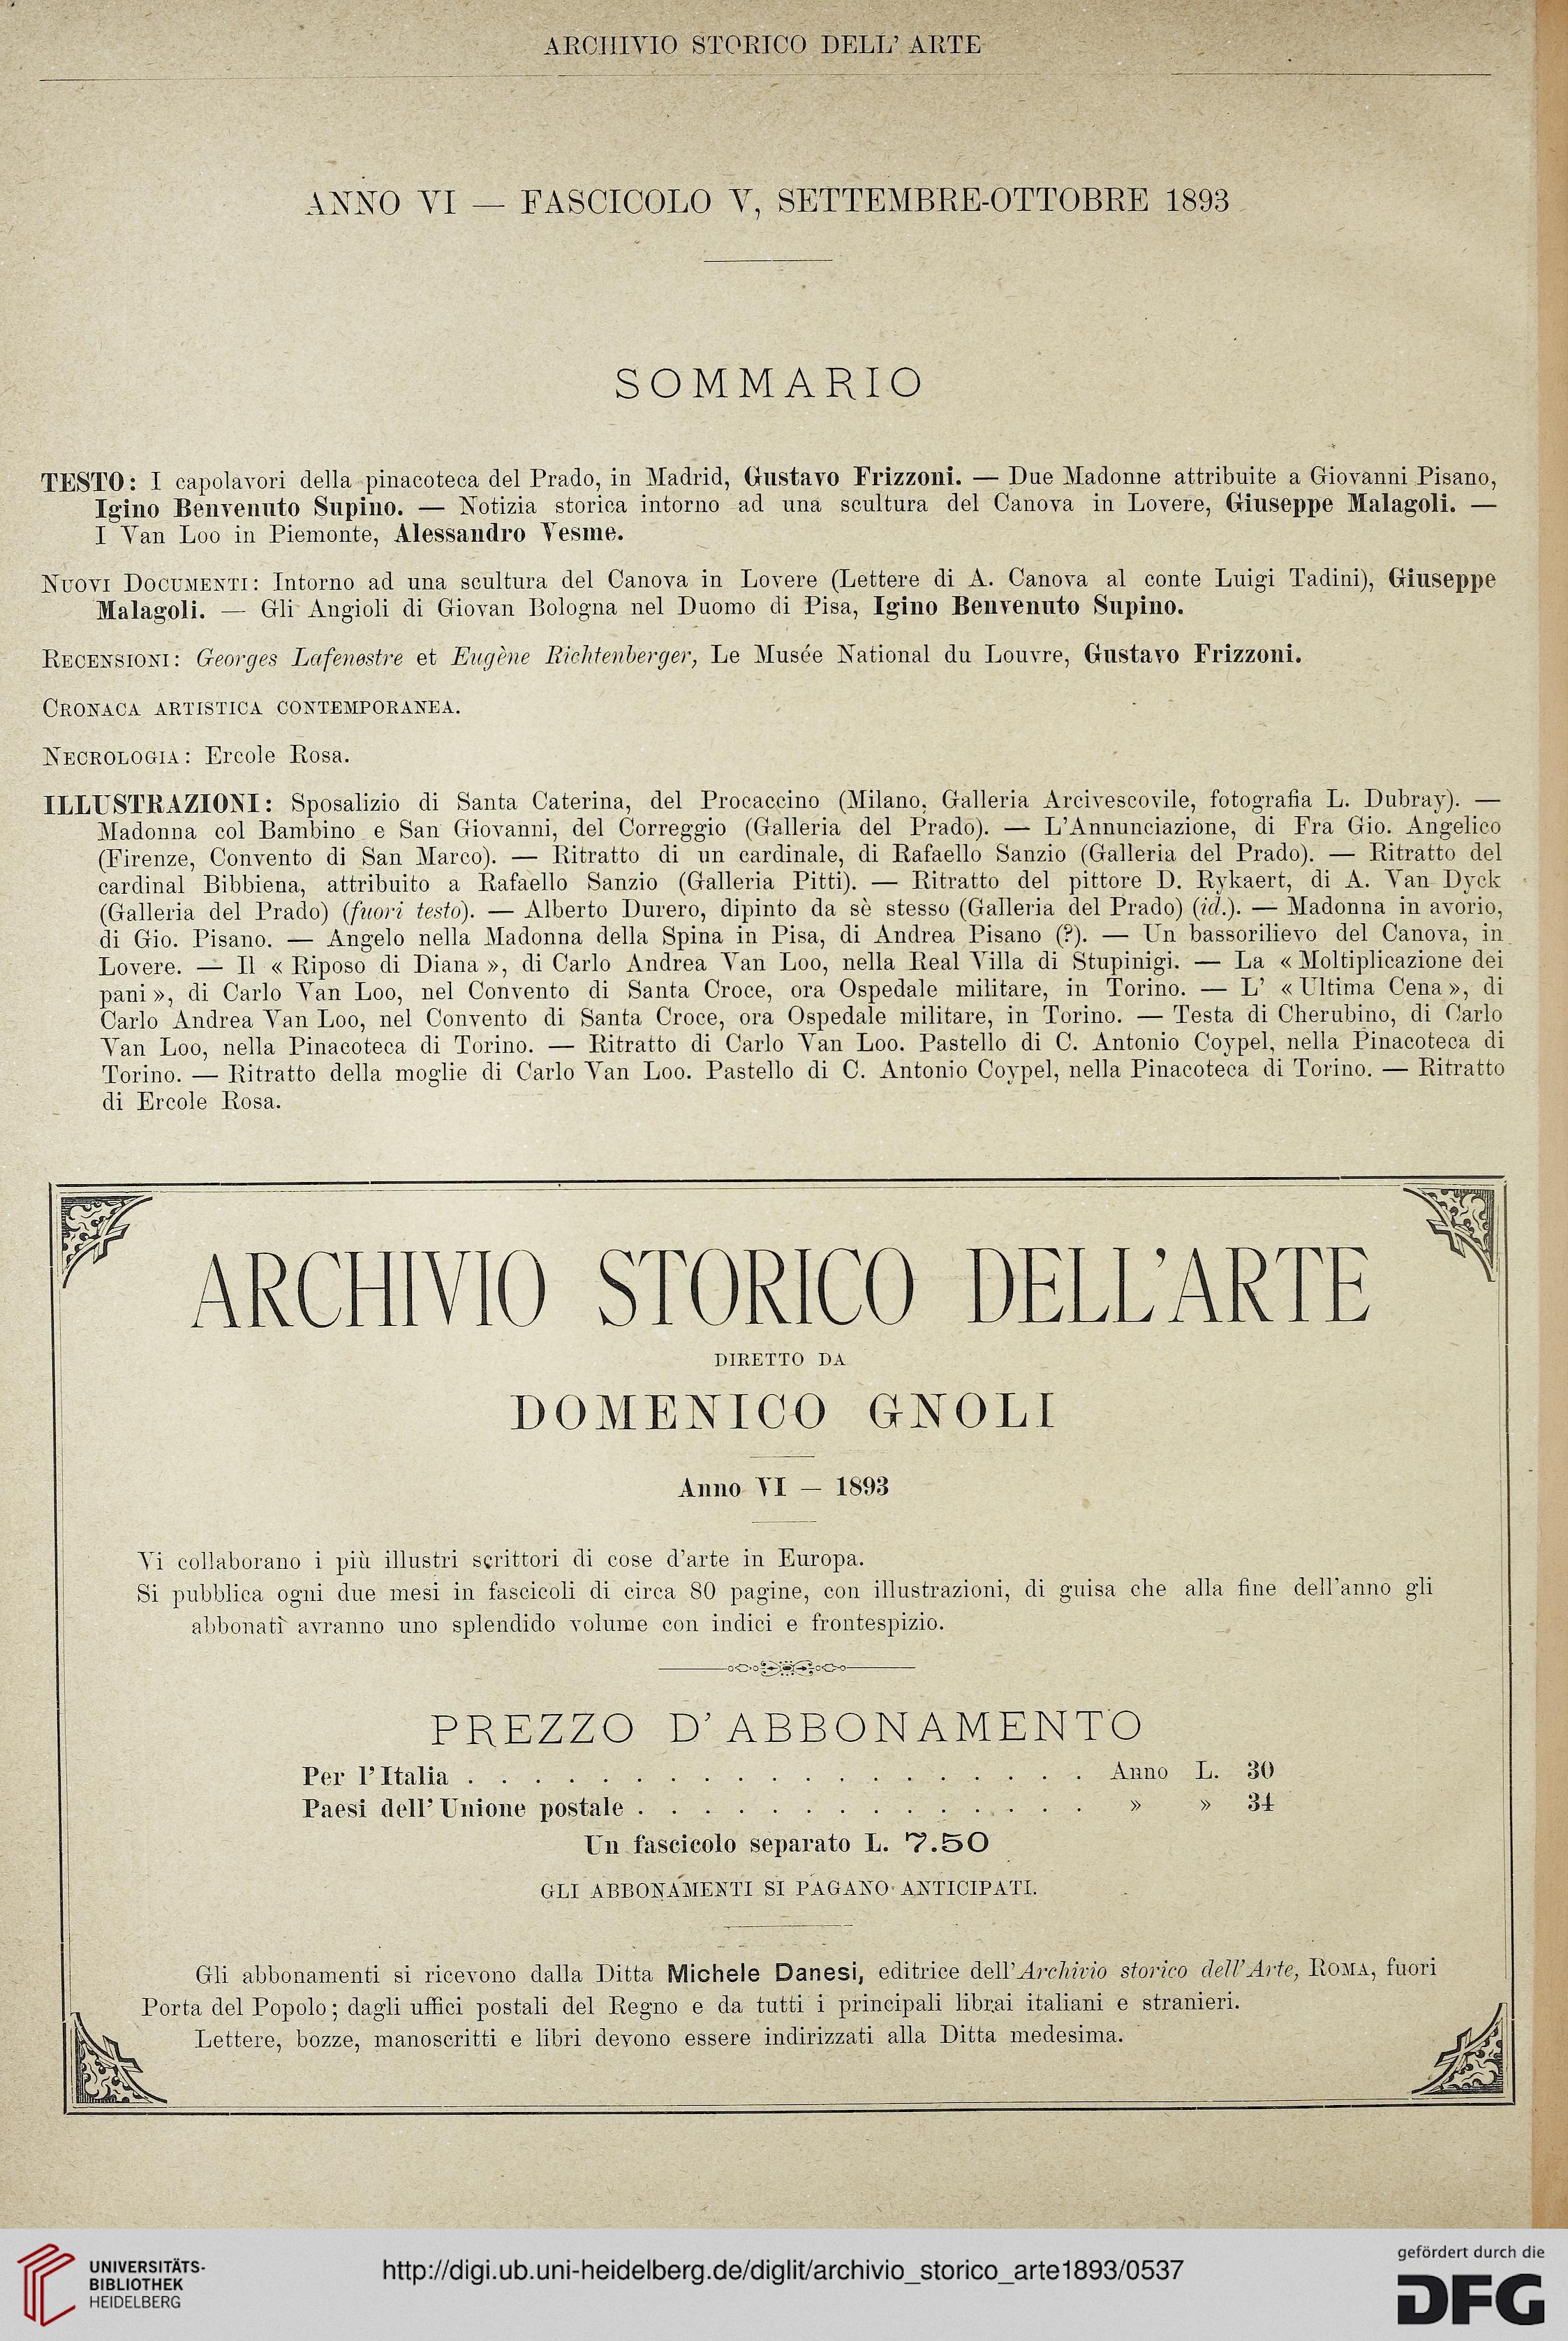 ARCHIVIO STORICO DELL' ARTE
ANNO VI — FASCICOLO V, SETTEMBRE-OTTOBRE 1893
SOMMARIO
TESTO: I capolavori della pinacoteca del Prado, in Madrid, Gustavo Frizzoni. — Due Madonne attribuite a Giovanni Pisano,
Igino Benvenuto Supino. — Notizia storica intorno ad una scultura del Canova in Lovere, Giuseppe Malagoli. —
I Van Loo in Piemonte, Alessandro Vesme.
NUOVI DOCUMENTI: Intorno ad una scultura del Canova in Lovere (Lettere di A. Canova al conte Luigi Tadini), Giuseppe
Malagoli. — Gli Angioli di Giovan Bologna nel Duomo di Pisa, Igino Benvenuto Supino.
RECENSIONI: Georges Lafenestre et Eugène Richtenberger, Le Musée National du Louvre, Gustavo Frizzoni.
CRONACA ARTISTICA CONTEMPORANEA.
NECROLOGIA: Ercole Rosa.
ILLUSTRAZIONI: Sposalizio di Santa Caterina, del Procaccino (Milano, Galleria Arcivescovile, fotografia L. Dubray). —
Madonna col Bambino e San Giovanni, del Correggio (Galleria del Prado). — L'Annunciazione, di Fra Gio. Angelico
(Firenze, Convento di San Marco). — Ritratto di un cardinale, di Rafaello Sanzio (Galleria del Prado). — Ritratto del
cardinal Bibbiena, attribuito a Rafaello Sanzio (Galleria Pitti). — Ritratto del pittore D. Rykaert, di A. Van Dyck
(Galleria del Prado) (fuori testo). — Alberto Durero, dipinto da sè stesso (Galleria del Prado) (id.). — Madonna in avorio,
di Gio. Pisano. — Angelo nella Madonna della Spina in Pisa, di Andrea Pisano (?). — Un bassorilievo del Canova, in
Lovere. — Il « Riposo di Diana », di Carlo Andrea Van Loo, nella Real Villa di Stupinigi. — La « Moltiplicazione dei
pani », di Carlo Van Loo, nel Convento di Santa Croce, ora Ospedale militare, in Torino. — L' « Ultima Cena », di
Carlo Andrea Van Loo, nel Convento di Santa Croce, ora Ospedale militare, in Torino. — Testa di Cherubino, di Carlo
Van Loo, nella Pinacoteca di Torino. — Ritratto di Carlo Van Loo. Pastello di C. Antonio Coypel, nella Pinacoteca di
Torino. — Ritratto della moglie di Carlo Van Loo. Pastello di C. Antonio Coypel, nella Pinacoteca di Torino. — Ritratto
di Ercole Rosa.
ARCHIVIO STORICO DELL'ARTE
DIRETTO DA
DOMENICO GNOLI
Anno VI — 1893
Vi collaborano i più illustri scrittori di cose d'arte in Europa.
Si pubblica ogni due mesi in fascicoli di circa 80 pagine, con illustrazioni, di guisa che alla fine dell'anno gli
abbonati avranno uno splendido volume con indici e frontespizio.
PREZZO D'ABBONAMENTO
Per l'Italia . . . . . . . . . . . . . . . . . . . Anno L. 30
Paesi dell'Unione postale . . . . . . . . . . . . . . » » 34
Un fascicolo separato L. 7.50
GLI ABBONAMENTI SI PAGANO ANTICIPATI.
Gli abbonamenti si ricevono dalla Ditta Michele Danesi, editrice dell'Archivio storico dell'Arte, ROMA, fuori
Porta del Popolo; dagli uffici postali del Regno e da tutti i principali librai italiani e stranieri.
Lettere, bozze, manoscritti e libri devono essere indirizzati alla Ditta medesima.
UNIVERSITÄTS-
BIBLIOTHEK
HEIDELBERG
http://digi.ub.uni-heidelberg.de/diglit/archivio_storico_arte1893/0537
gefördert durch die
DFG